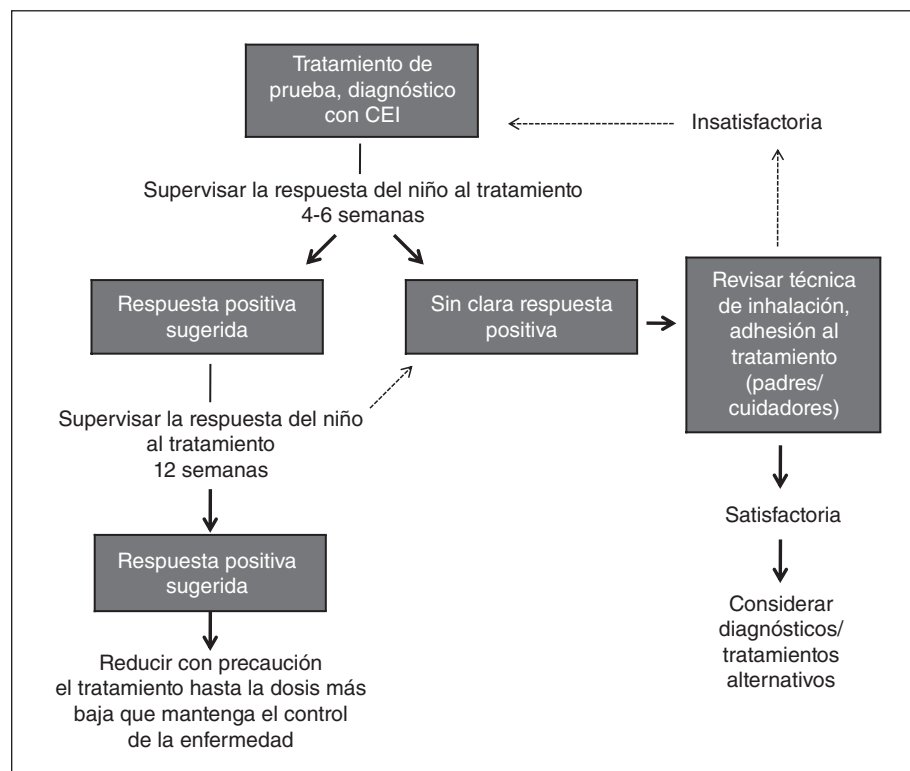 Tratamiento de
prueba, diagnóstico
con CEI
Insatisfactoria
Supervisar la respuesta del niño al tratamiento
4-6 semanas
Respuesta positiva
sugerida
Sin clara respuesta
positiva
Revisar técnica
de inhalación,
adhesión al
tratamiento
(padres/
cuidadores)
Supervisar la respuesta del niño
al tratamiento
12 semanas
Satisfactoria
Respuesta positiva
sugerida
Considerar
diagnósticos/
tratamientos
alternativos
Reducir con precaución
el tratamiento hasta la dosis más
baja que mantenga el control
de la enfermedad